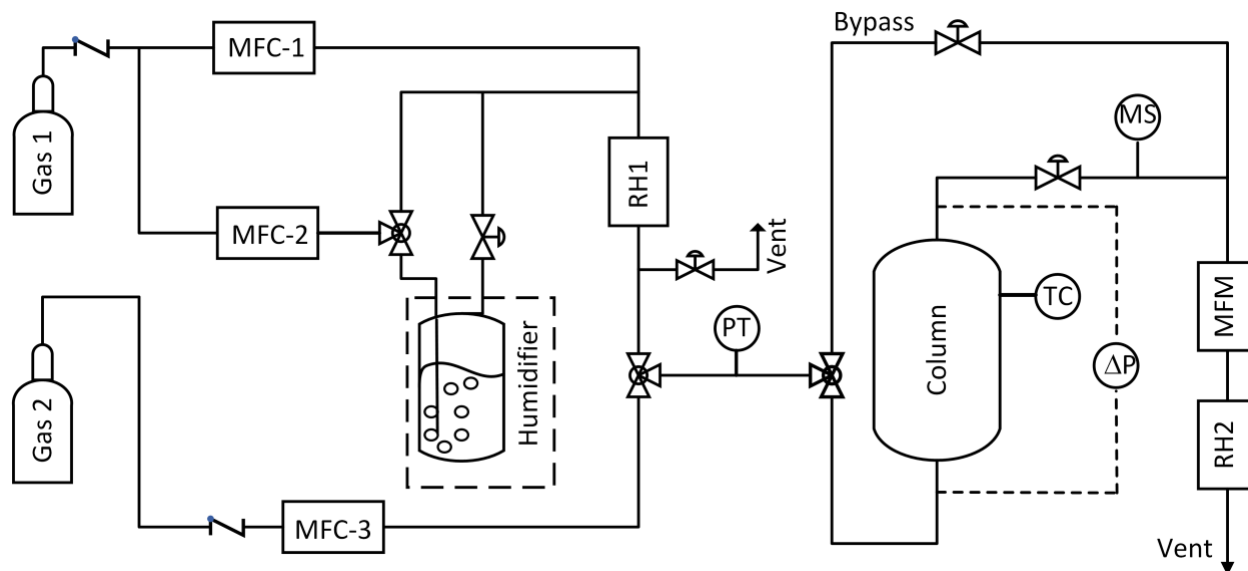 Bypass
MFC-1
MS
Gas 1
RH1
MFC-2
Vent
TC
MFM
PT
Humidifier
Column
ΔP
Gas 2
RH2
MFC-3
Vent